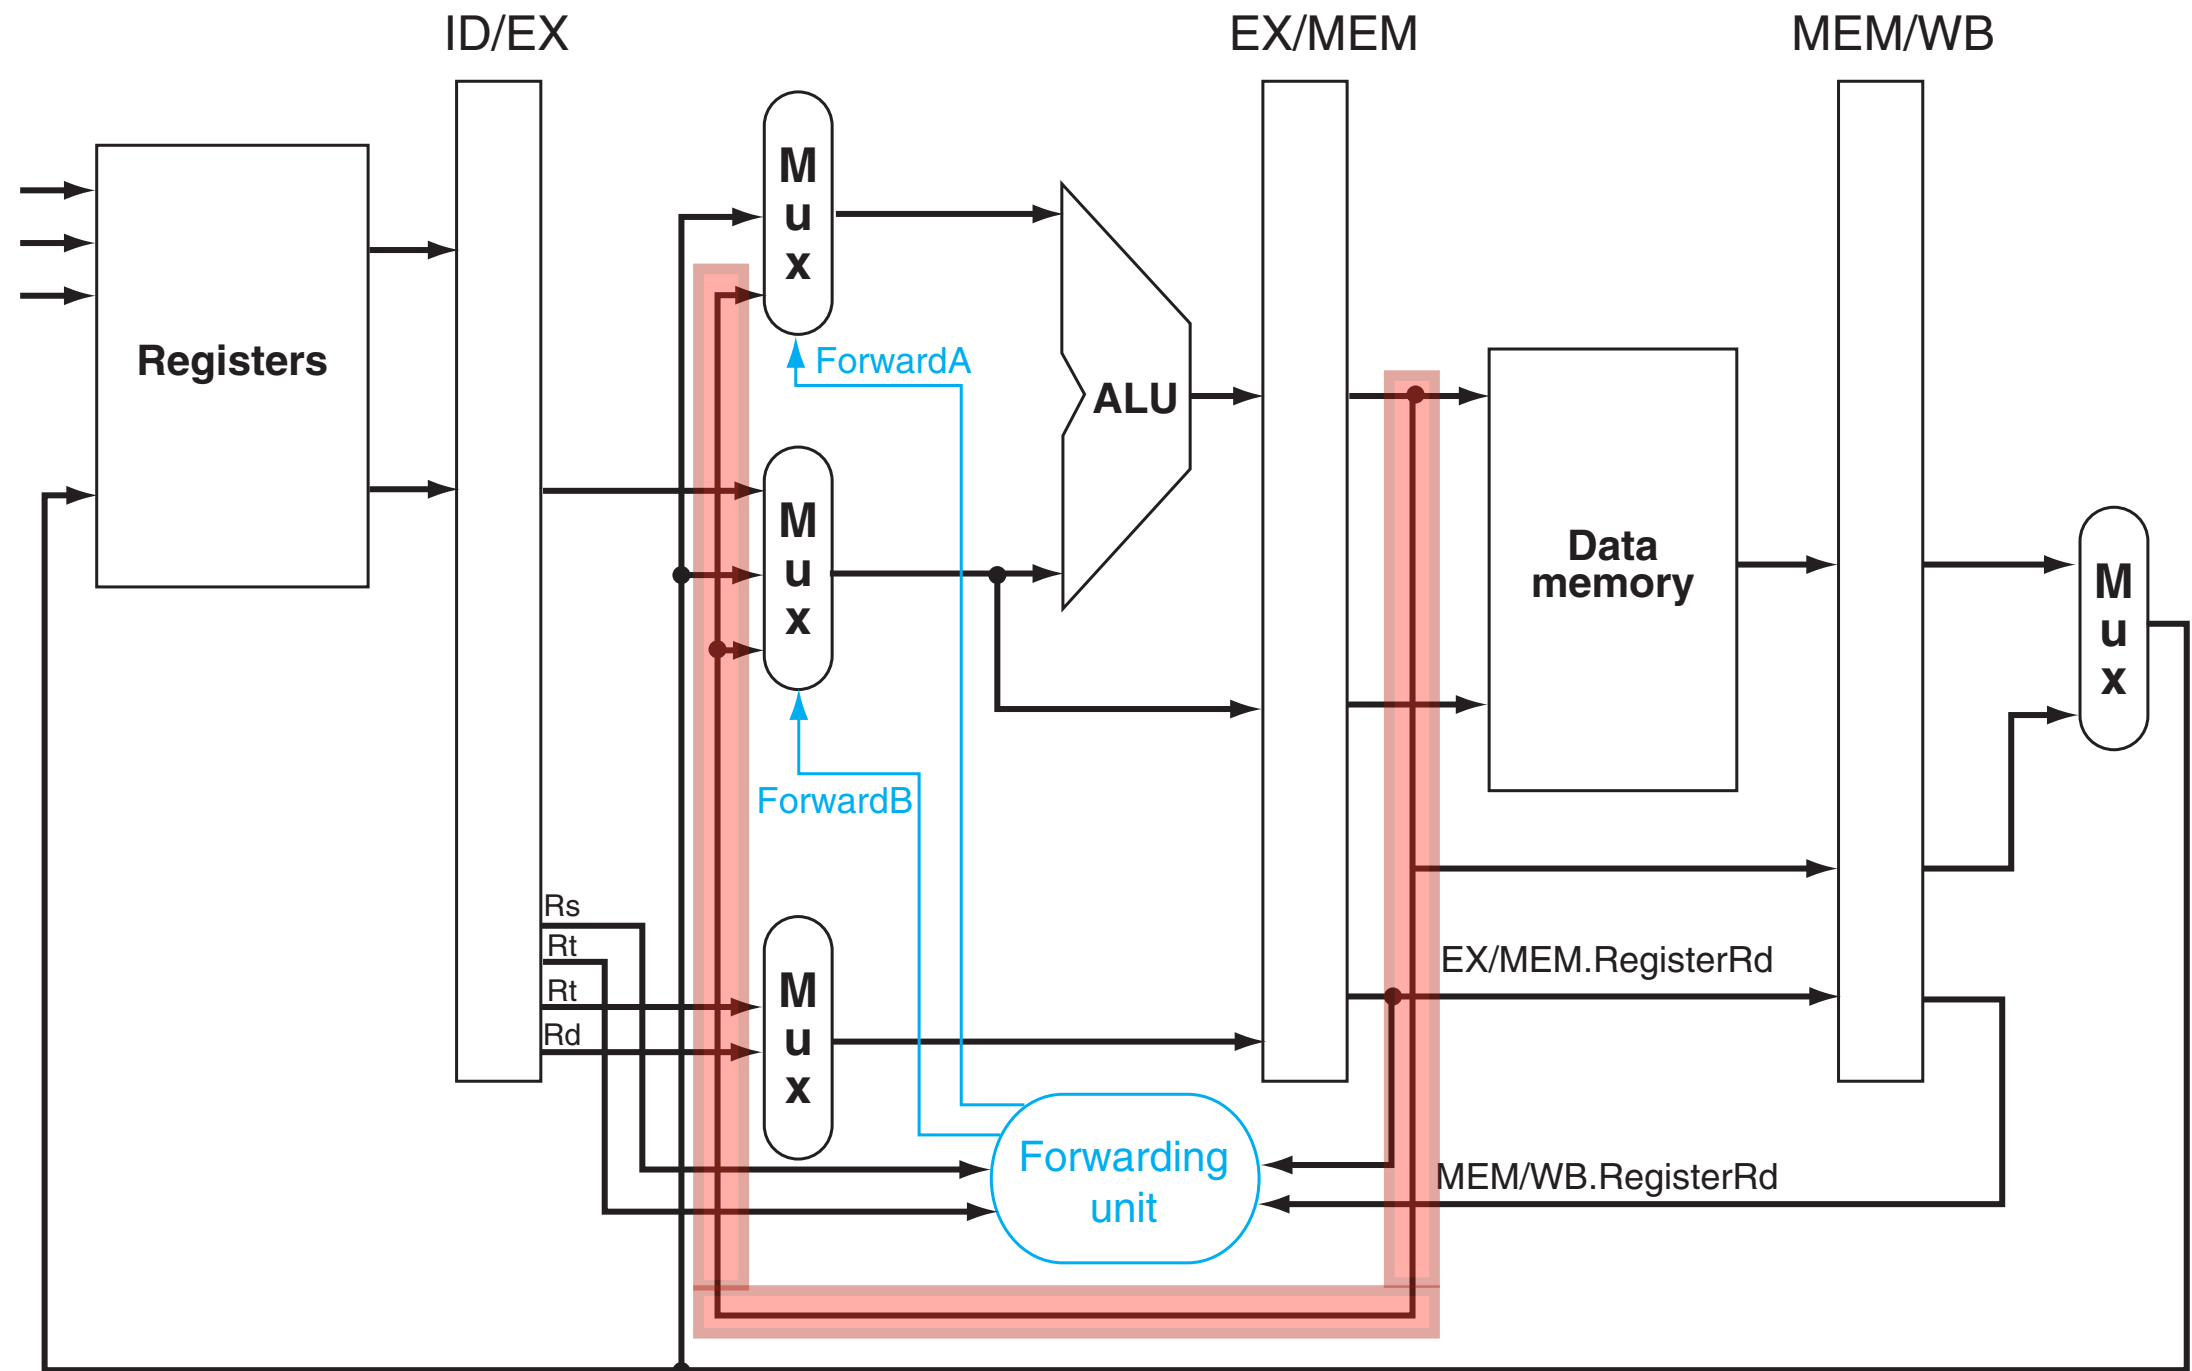 ID/EX
EX/MEM
MEM/WB
M
u
x
Registers
ForwardA
ALU
M
u
x
Data
memory
M
u
x
ForwardB
Rs
Rt
Rt
Rd
EX/MEM.RegisterRd
M
u
x
Forwarding
unit
MEM/WB.RegisterRd